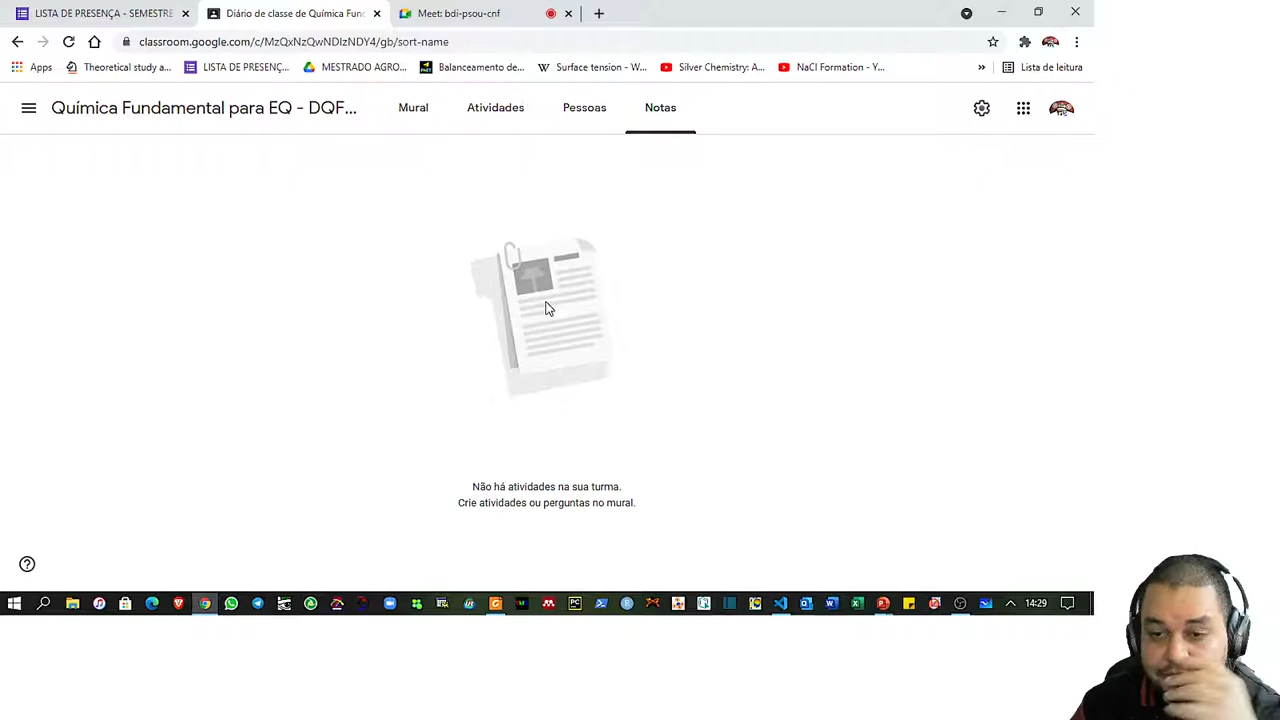 LISTA DE PRESENÇA - SEMESTRE
Diário de classe de Química Func
Meet: bdi-psou-cnf
classroom.google.com/c/MzQxNzQwNDIzNDY4/gb/sort-name
Apps
Theoretical study a...
LISTA DE PRESENÇ...
MESTRADO AGRO...
Balanceamento de...
Surface tension - W...
Silver Chemistry: A...
NaCl Formation - Y...
»
Lista de leitura
Química Fundamental para EQ - DQF...
Mural
Atividades
Pessoas
Notas
Não há atividades na sua turma.
Crie atividades ou perguntas no mural.
14:29